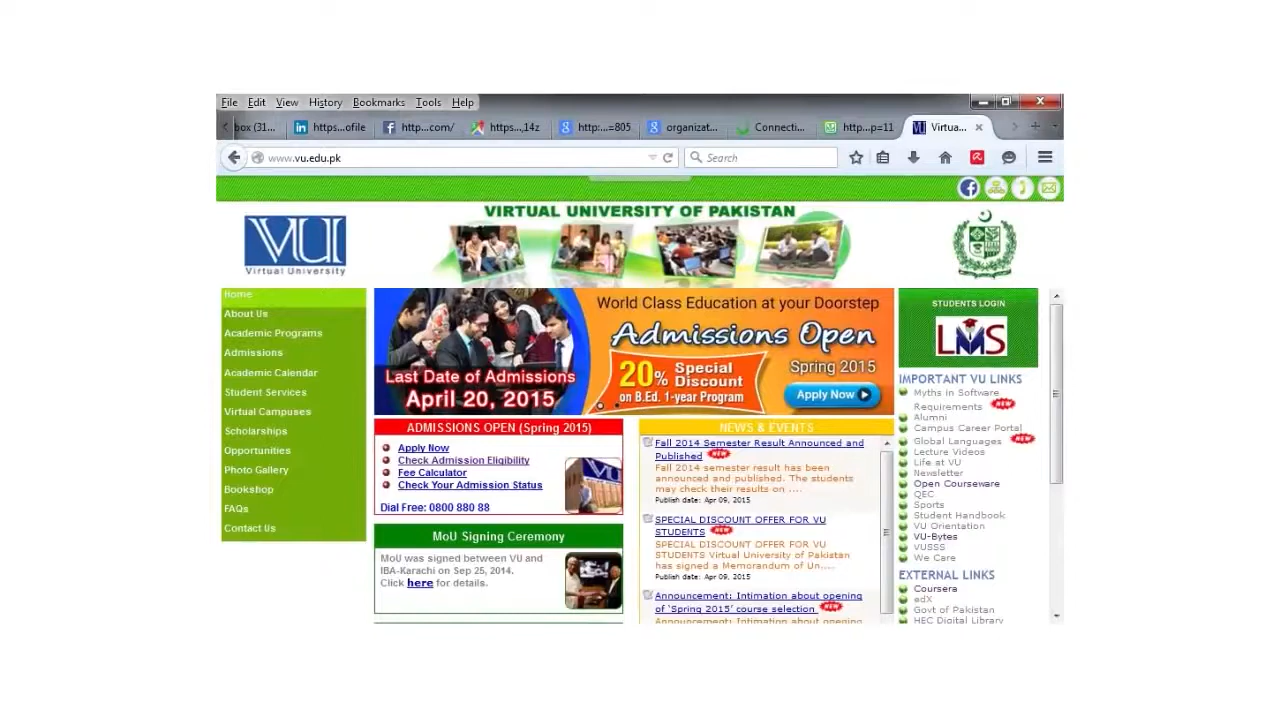 File Edit View History Bookmarks Tools Help
box (31... https...ofile http...com/ https...,14z http:...=805 organizat... Connecti... http...p=11 Virtua...
www.vu.edu.pk
Search
VIRTUAL UNIVERSITY OF PAKISTAN
VU
Virtual University
Home
About Us
Academic Programs
Admissions
Academic Calendar
Student Services
Virtual Campuses
Scholarships
Opportunities
Photo Gallery
Bookshop
FAQs
Contact Us
World Class Education at your Doorstep
Admissions Open
Spring 2015
20% Special
Discount
on B.Ed. 1-year Program
Apply Now
Last Date of Admissions
April 20, 2015
ADMISSIONS OPEN (Spring 2015)
Apply Now
Check Admission Eligibility
Fee Calculator
Check Your Admission Status
Dial Free: 0800 880 88
VU
MoU Signing Ceremony
MoU was signed between VU and
IBA-Karachi on Sep 25, 2014.
Click here for details.
NEWS & EVENTS
Fall 2014 Semester Result Announced and
Published NEW
Fall 2014 semester result has been
announced and published. The students
may check their results on ....
Publish date: Apr 09, 2015
SPECIAL DISCOUNT OFFER FOR VU
STUDENTS NEW
SPECIAL DISCOUNT OFFER FOR VU
STUDENTS Virtual University of Pakistan
has signed a Memorandum of Un....
Publish date: Apr 09, 2015
Announcement: Intimation about opening
of 'Spring 2015' course selection NEW
Announcement: Intimation about opening
STUDENTS LOGIN
LMS
IMPORTANT VU LINKS
Myths in Software
Requirements NEW
Alumni
Campus Career Portal
Global Languages NEW
Lecture Videos
Life at VU
Newsletter
Open Courseware
QEC
Sports
Student Handbook
VU Orientation
VU-Bytes
VUSSS
We Care
EXTERNAL LINKS
Coursera
edX
Govt of Pakistan
HEC Digital Library